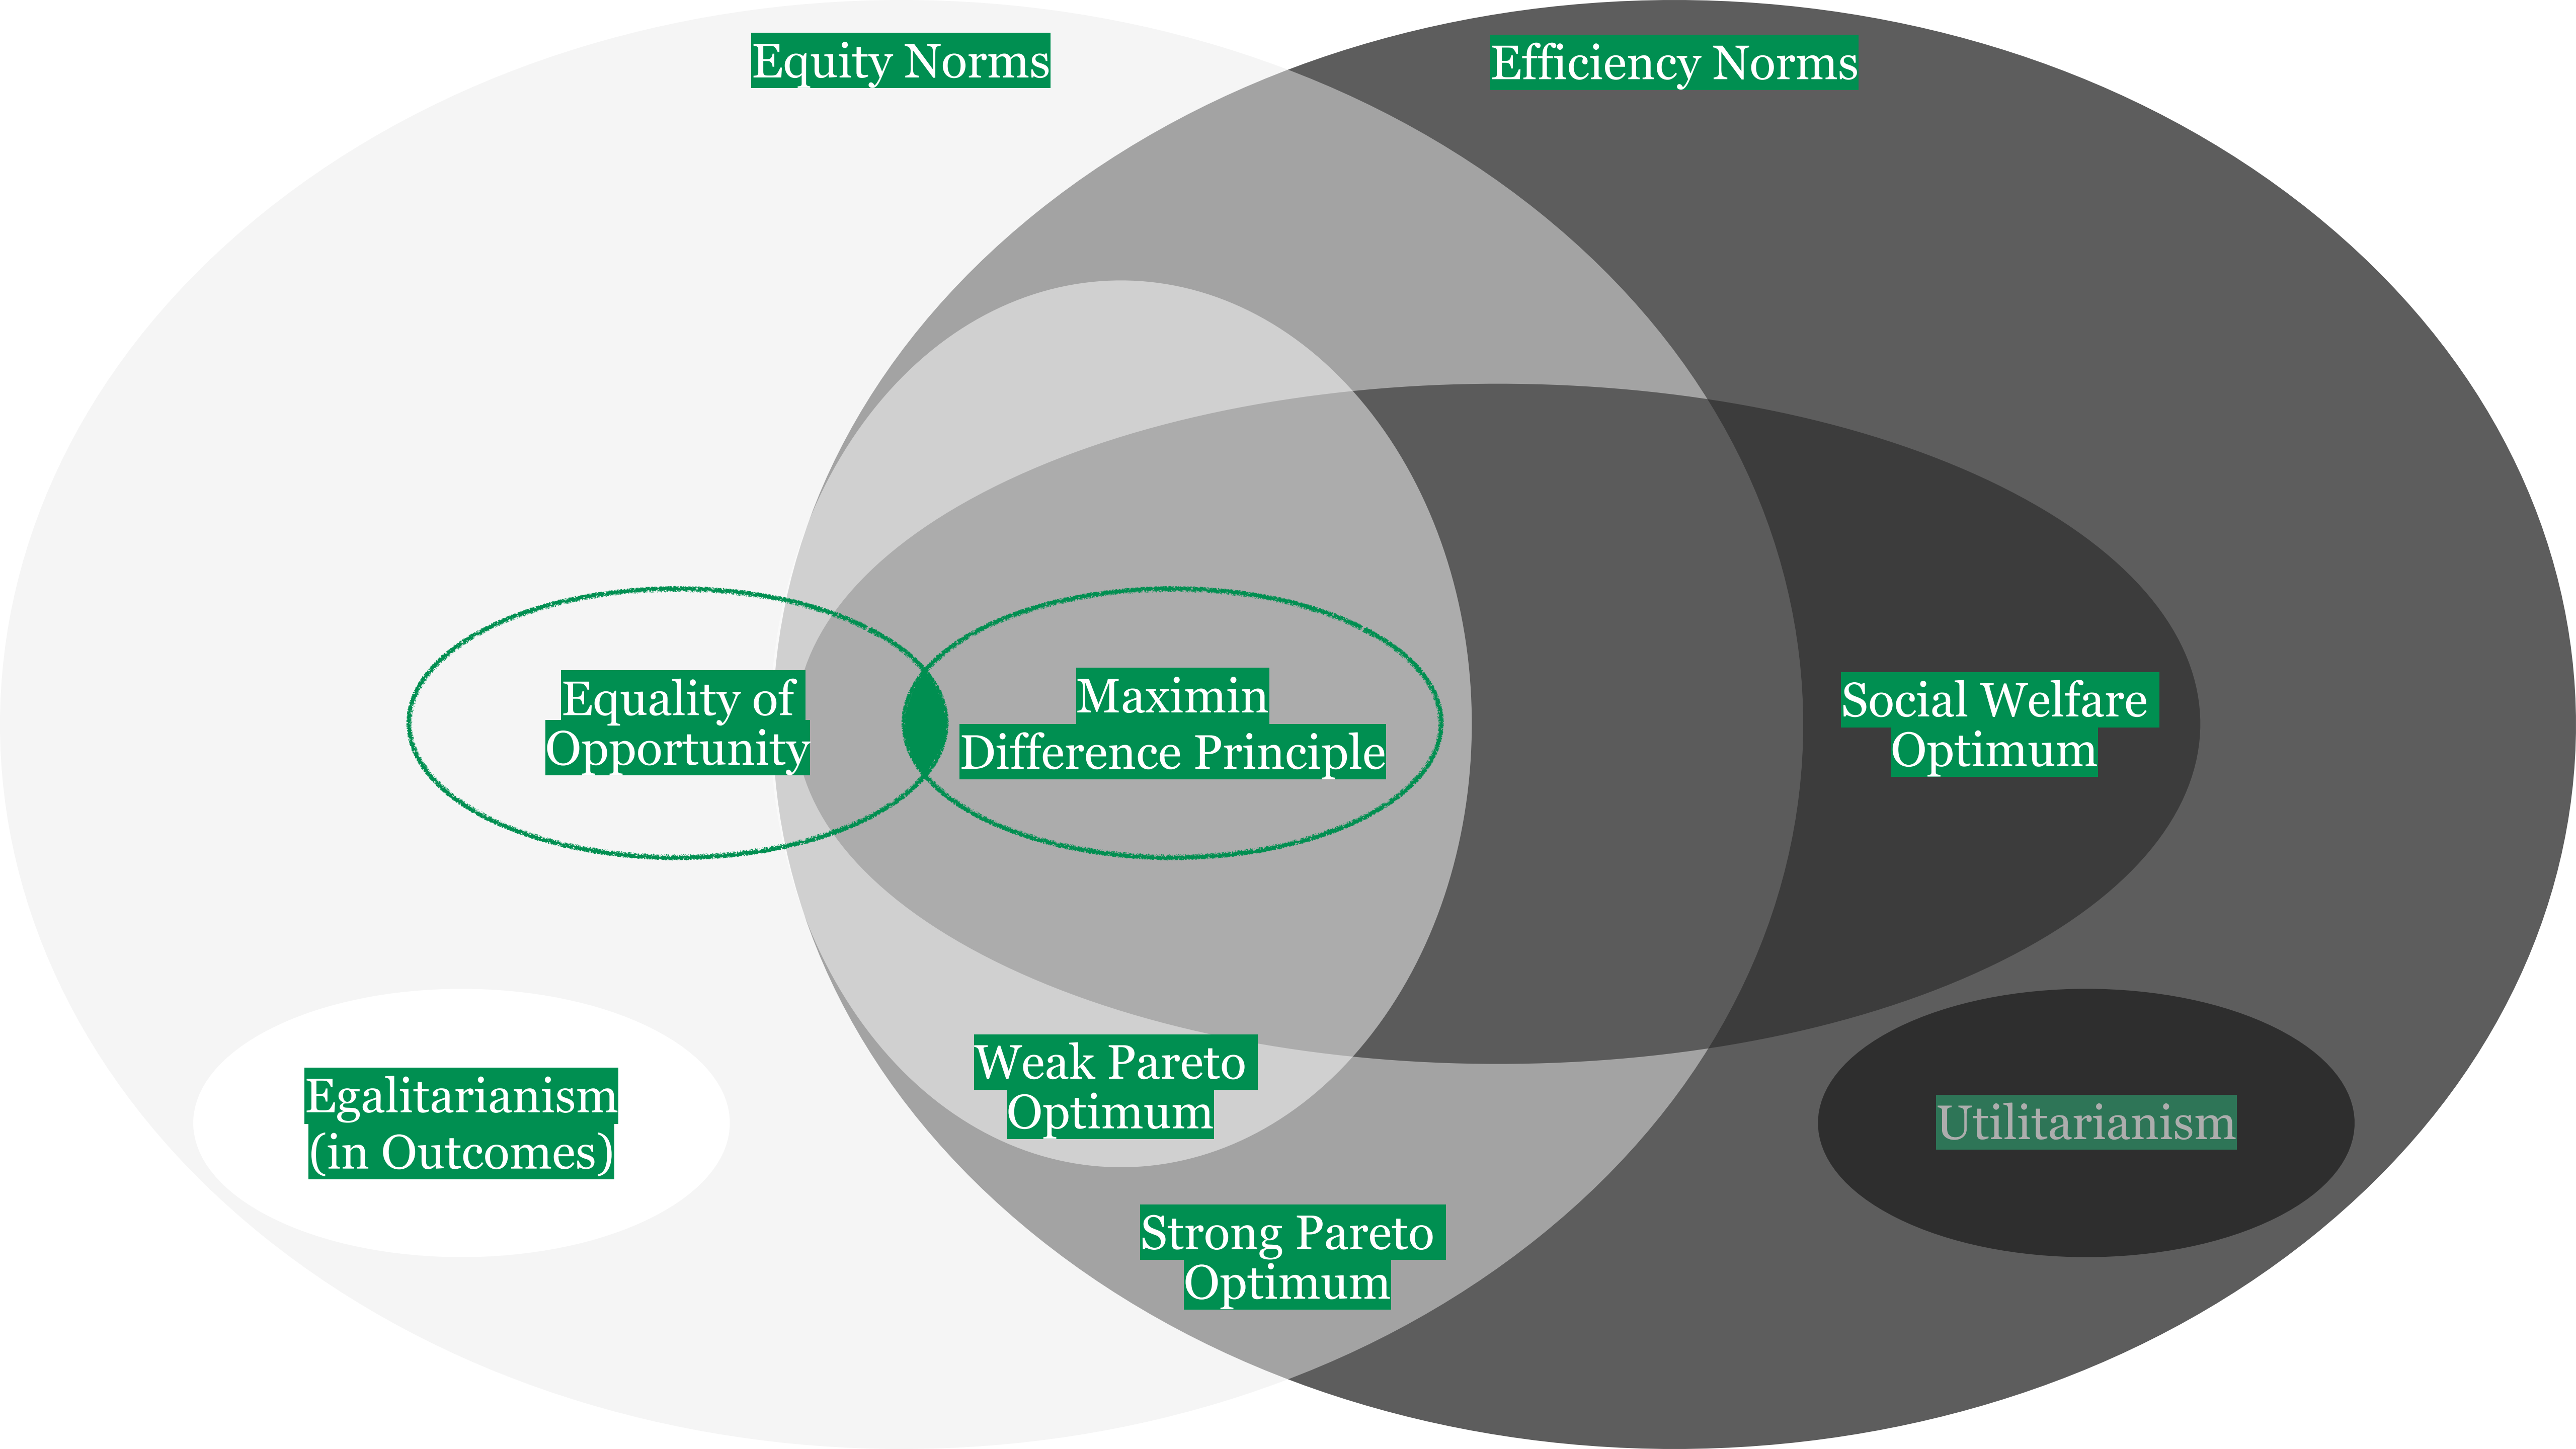 Equity Norms
Efficiency Norms
Equality of
Opportunity
Maximin
Difference Principle
Social Welfare
Optimum
Weak Pareto
Optimum
Egalitarianism
(in Outcomes)
Utilitarianism
Strong Pareto
Optimum